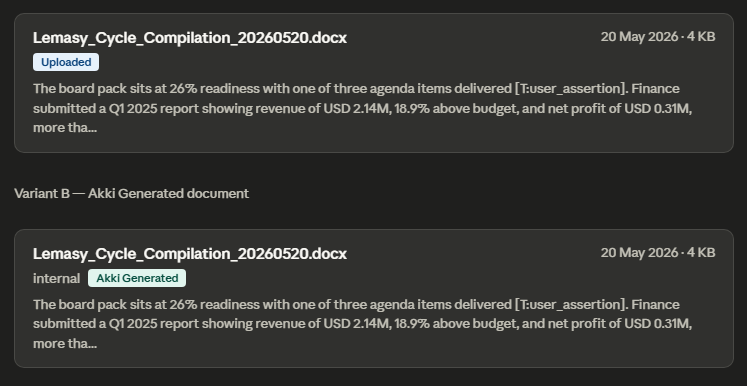 Lemasy_Cycle_Compilation_20260520.docx 20 May 2026 · 4 KB
Uploaded
The board pack sits at 26% readiness with one of three agenda items delivered [T:user_assertion]. Finance
submitted a Q1 2025 report showing revenue of USD 2.14M, 18.9% above budget, and net profit of USD 0.31M,
more tha...
Variant B — Akki Generated document
Lemasy_Cycle_Compilation_20260520.docx 20 May 2026 · 4 KB
internal Akki Generated
The board pack sits at 26% readiness with one of three agenda items delivered [T:user_assertion]. Finance
submitted a Q1 2025 report showing revenue of USD 2.14M, 18.9% above budget, and net profit of USD 0.31M,
more tha...